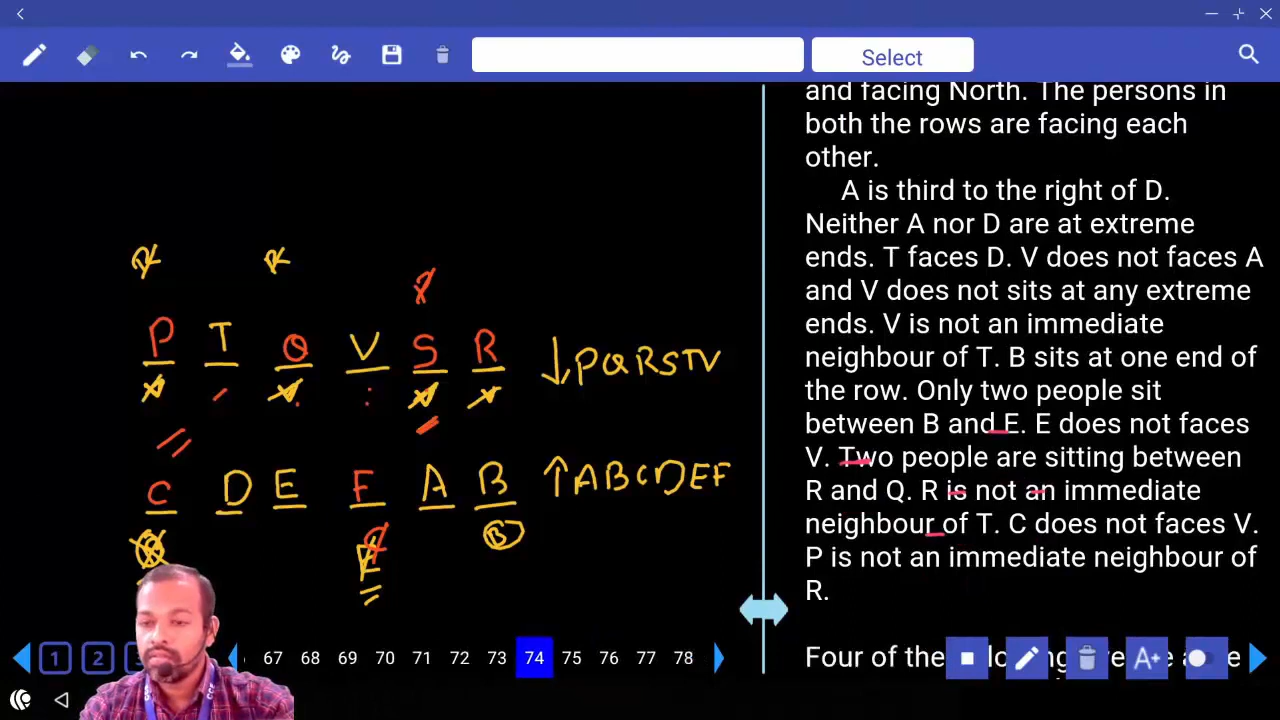 Select
and facing North. The persons in
both the rows are facing each
other.
A is third to the right of D.
Neither A nor D are at extreme
ends. T faces D. V does not faces A
and V does not sits at any extreme
ends. V is not an immediate
neighbour of T. B sits at one end of
the row. Only two people sit
between B and E. E does not faces
V. Two people are sitting between
R and Q. R is not an immediate
neighbour of T. C does not faces V.
P is not an immediate neighbour of
R.
Four of the
P T Q V S R ↓ PQRSTV
C D E F A B ↑ ABCDEF
B
1 2 67 68 69 70 71 72 73 74 75 76 77 78
A+